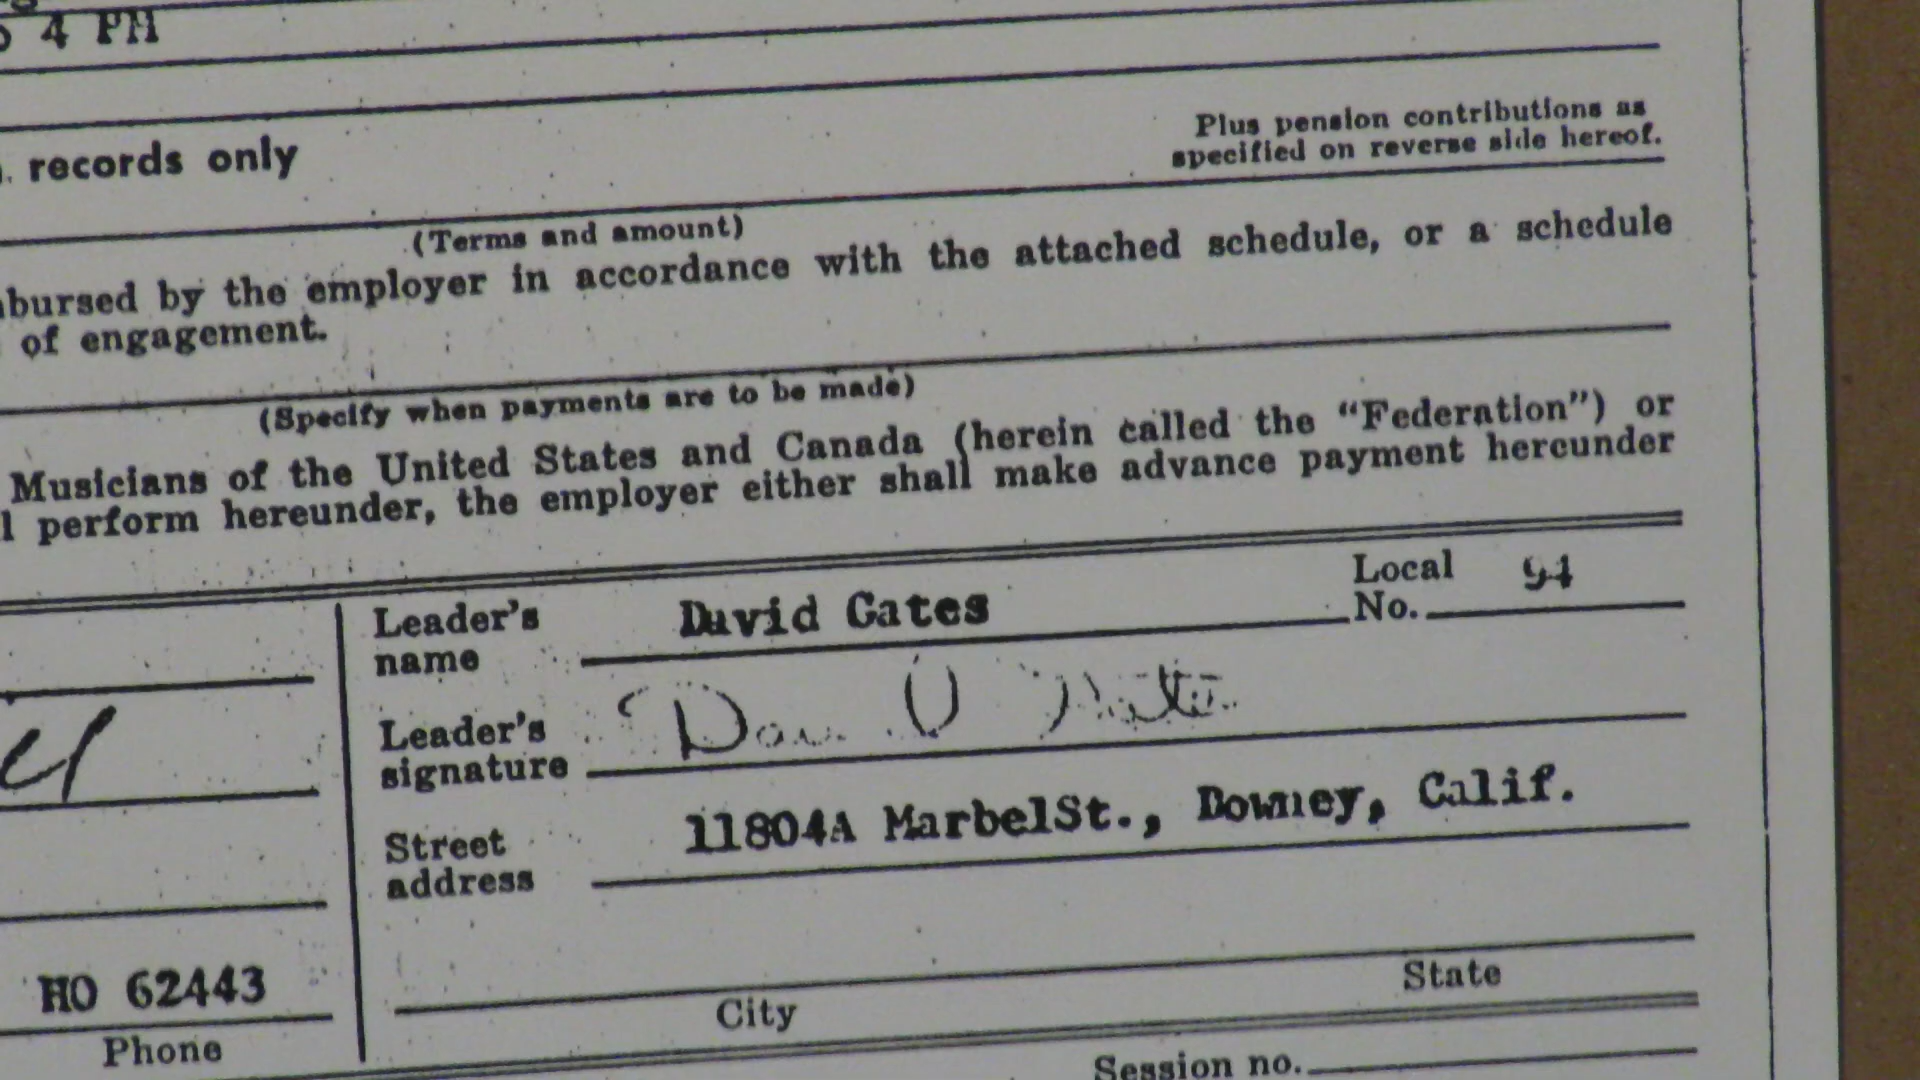 4 PM
records only
Plus pension contributions as
specified on reverse side hereof.
(Terms and amount)
bursed by the employer in accordance with the attached schedule, or a schedule
of engagement.
(Specify when payments are to be made)
Musicians of the United States and Canada (herein called the “Federation”) or
l perform hereunder, the employer either shall make advance payment hereunder
Leader's name David Gates Local No. 94
Leader's signature
Street address 11804A MarbelSt., Downey, Calif.
HO 62443
Phone
City State
Session no.